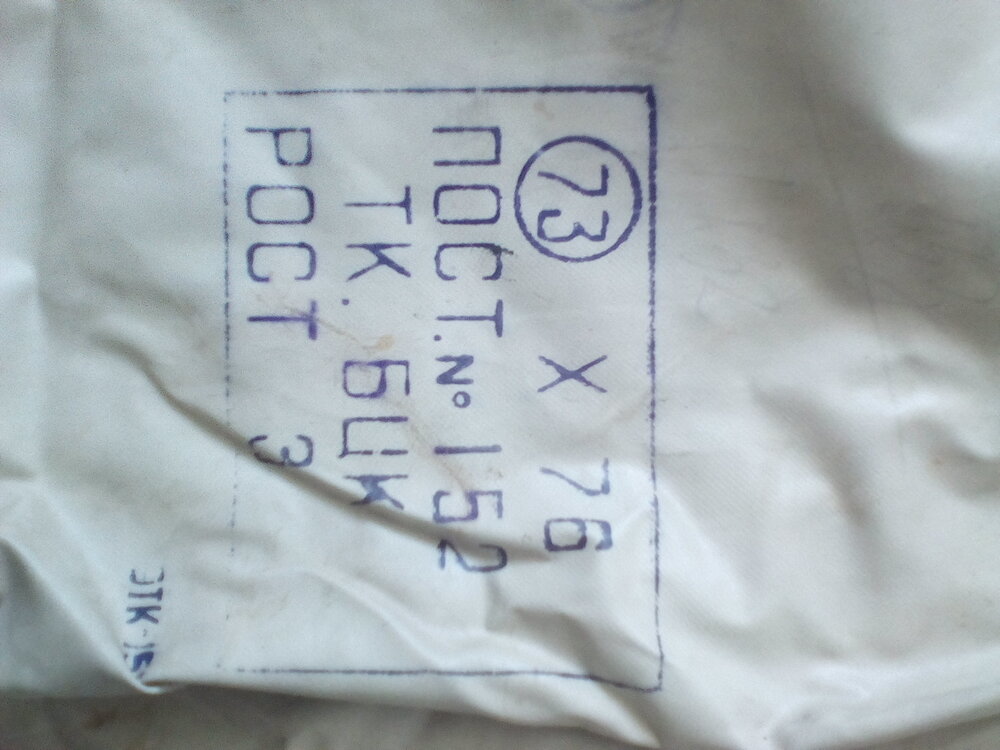 73 X 76
ПОСТ. № 152
ТК. БЦК
РОСТ 3